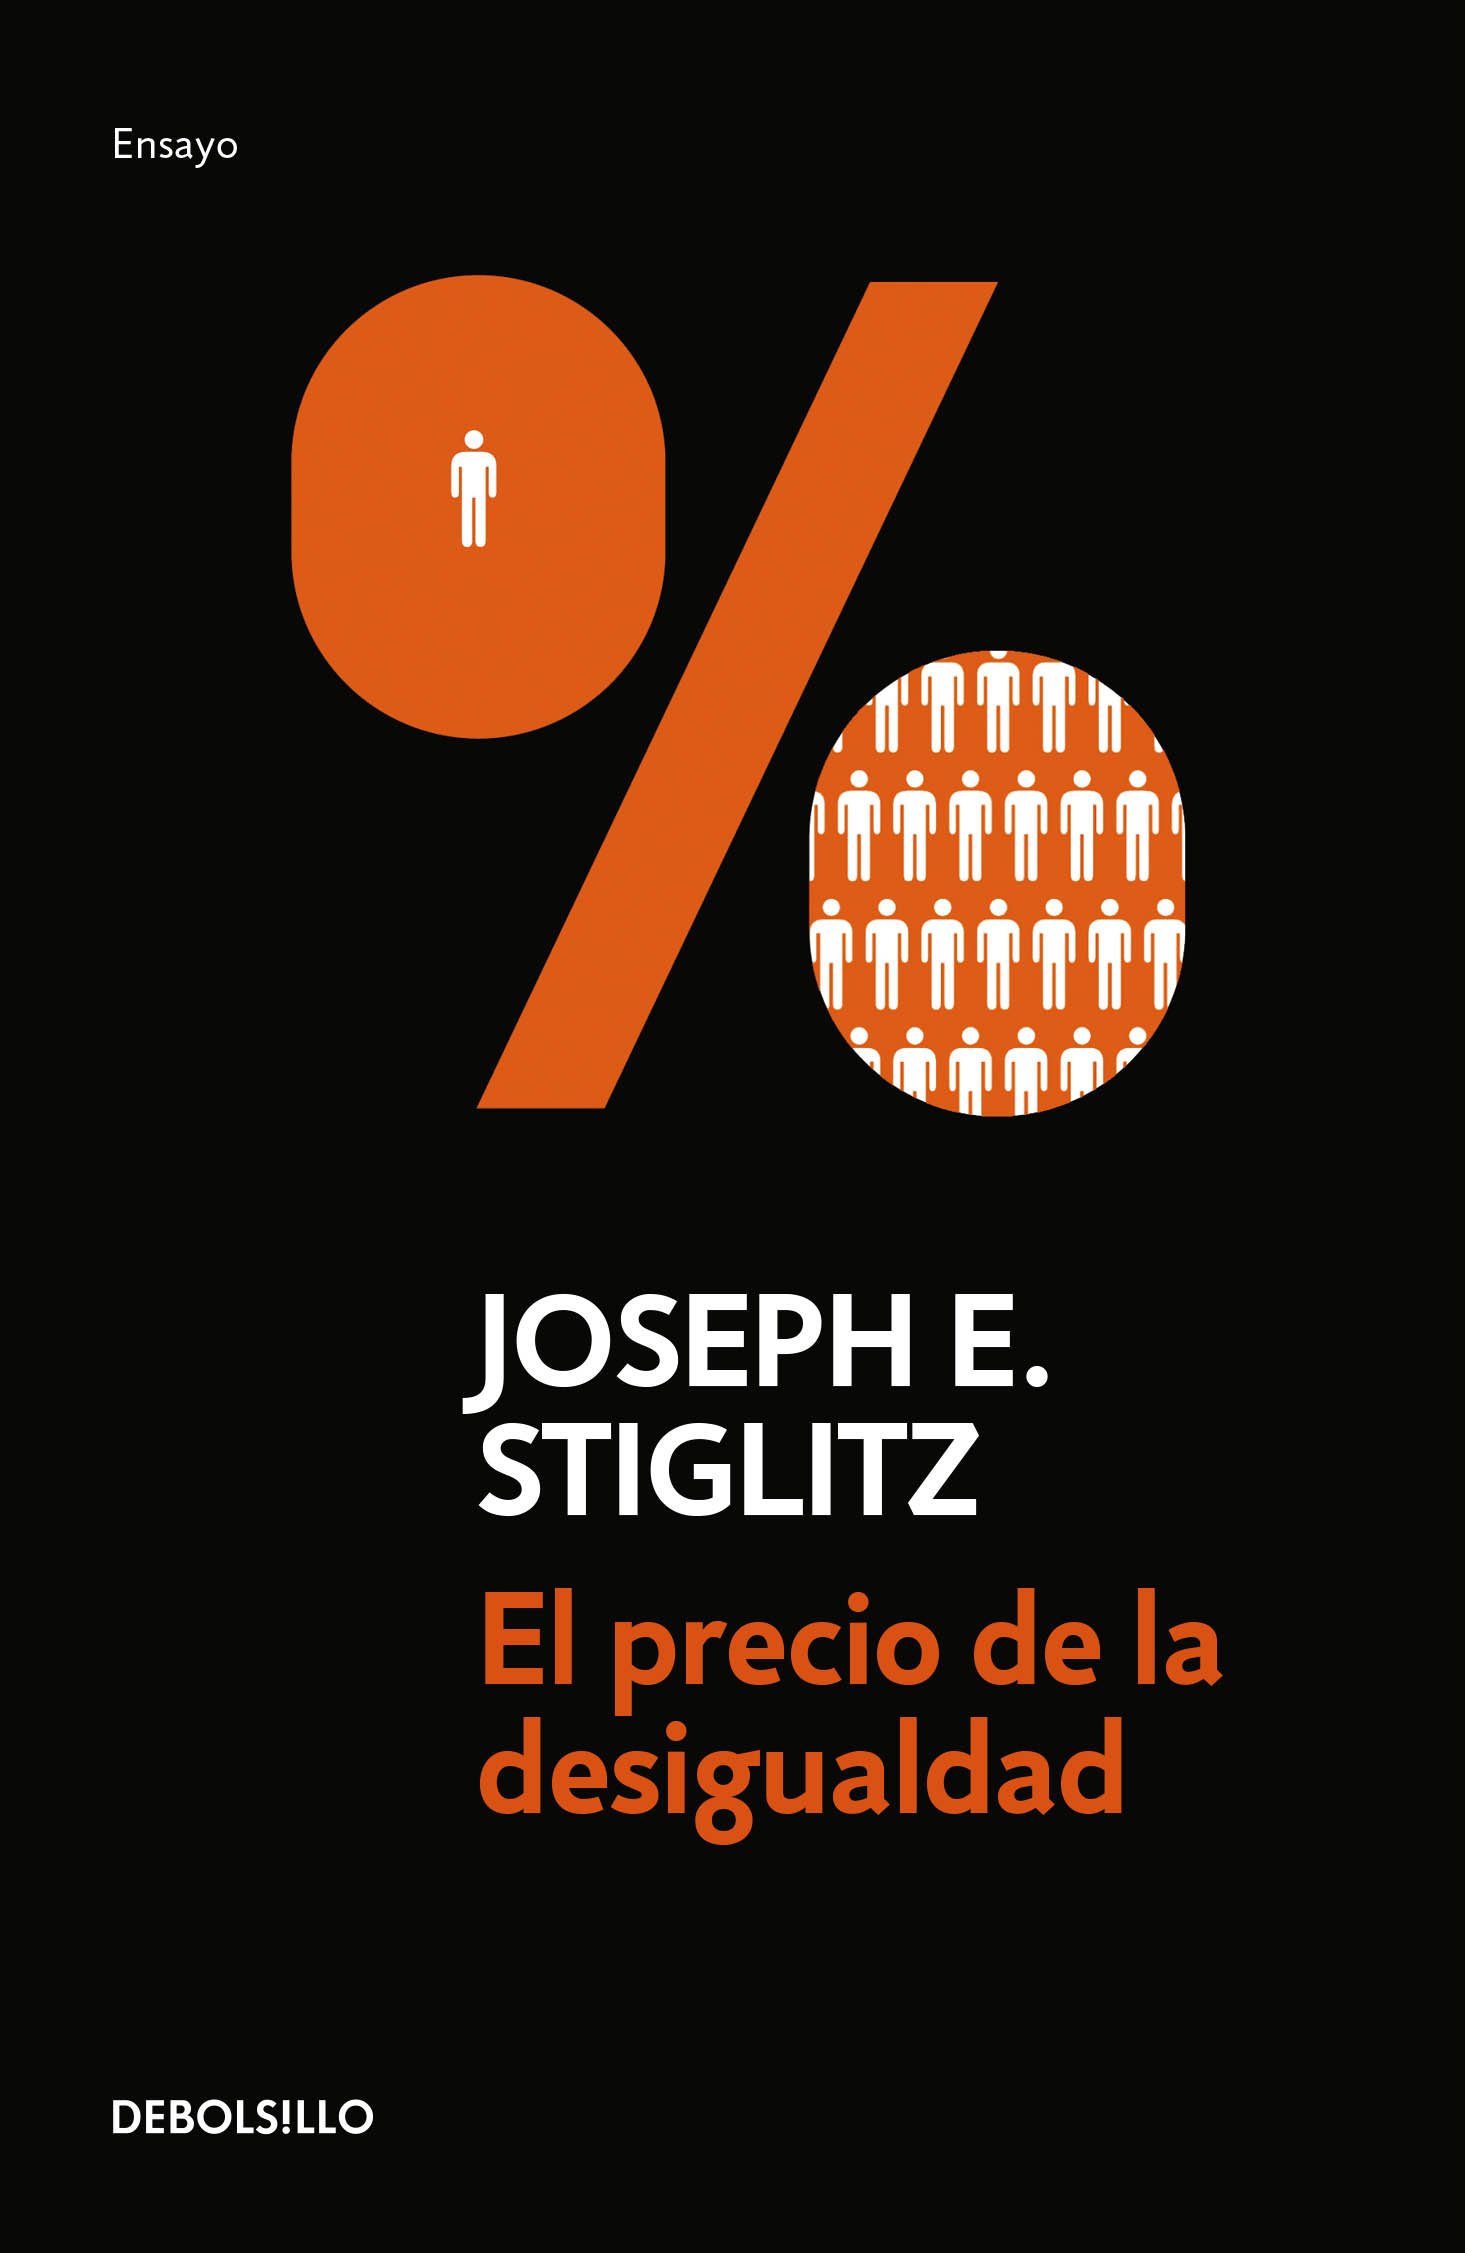 Ensayo
%
JOSEPH E.
STIGLITZ
El precio de la
desigualdad
DEBOLS!LLO